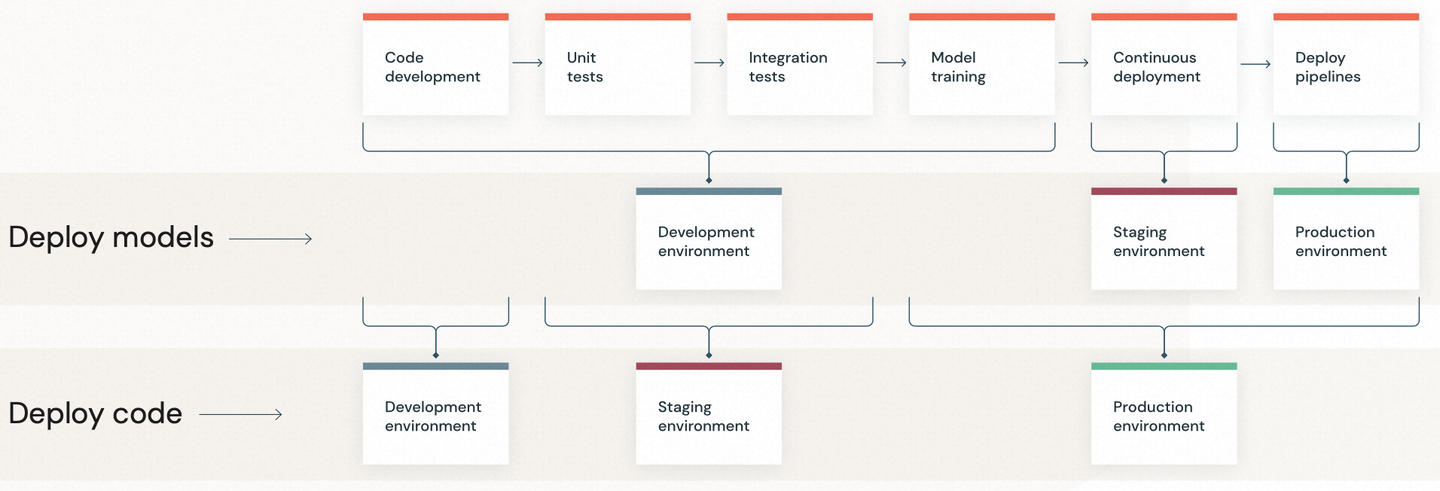 Code
development
Unit
tests
Integration
tests
Model
training
Continuous
deployment
Deploy
pipelines
Deploy models
Development
environment
Staging
environment
Production
environment
Deploy code
Development
environment
Staging
environment
Production
environment